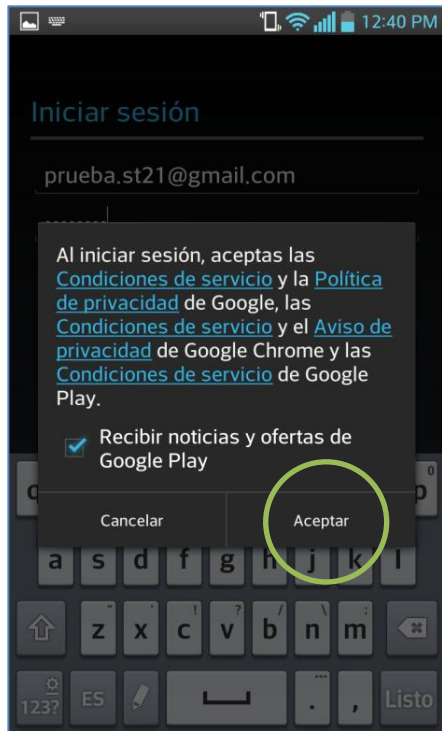 12:40 PM
Iniciar sesión
prueba.st21@gmail.com
Al iniciar sesión, aceptas las
Condiciones de servicio y la Política
de privacidad de Google, las
Condiciones de servicio y el Aviso de
privacidad de Google Chrome y las
Condiciones de servicio de Google
Play.
Recibir noticias y ofertas de
Google Play
q p 0
Cancelar Aceptar
a s d f g h j k l
z x c v b n m
123? ES . , Listo